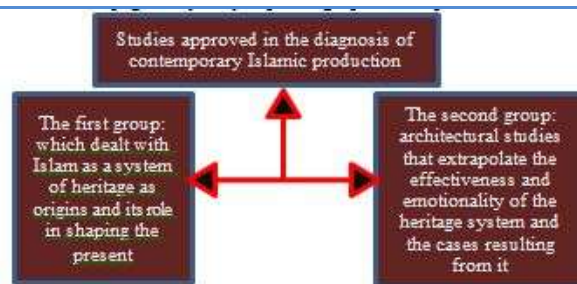 Studies approved in the diagnosis of
contemporary Islamic production
The first group:
which dealt with
Islam as a system
of heritage as
origins and its role
in shaping the
present
The second group:
architectural studies
that extrapolate the
effectiveness and
emotionality of the
heritage system and
the cases resulting
from it